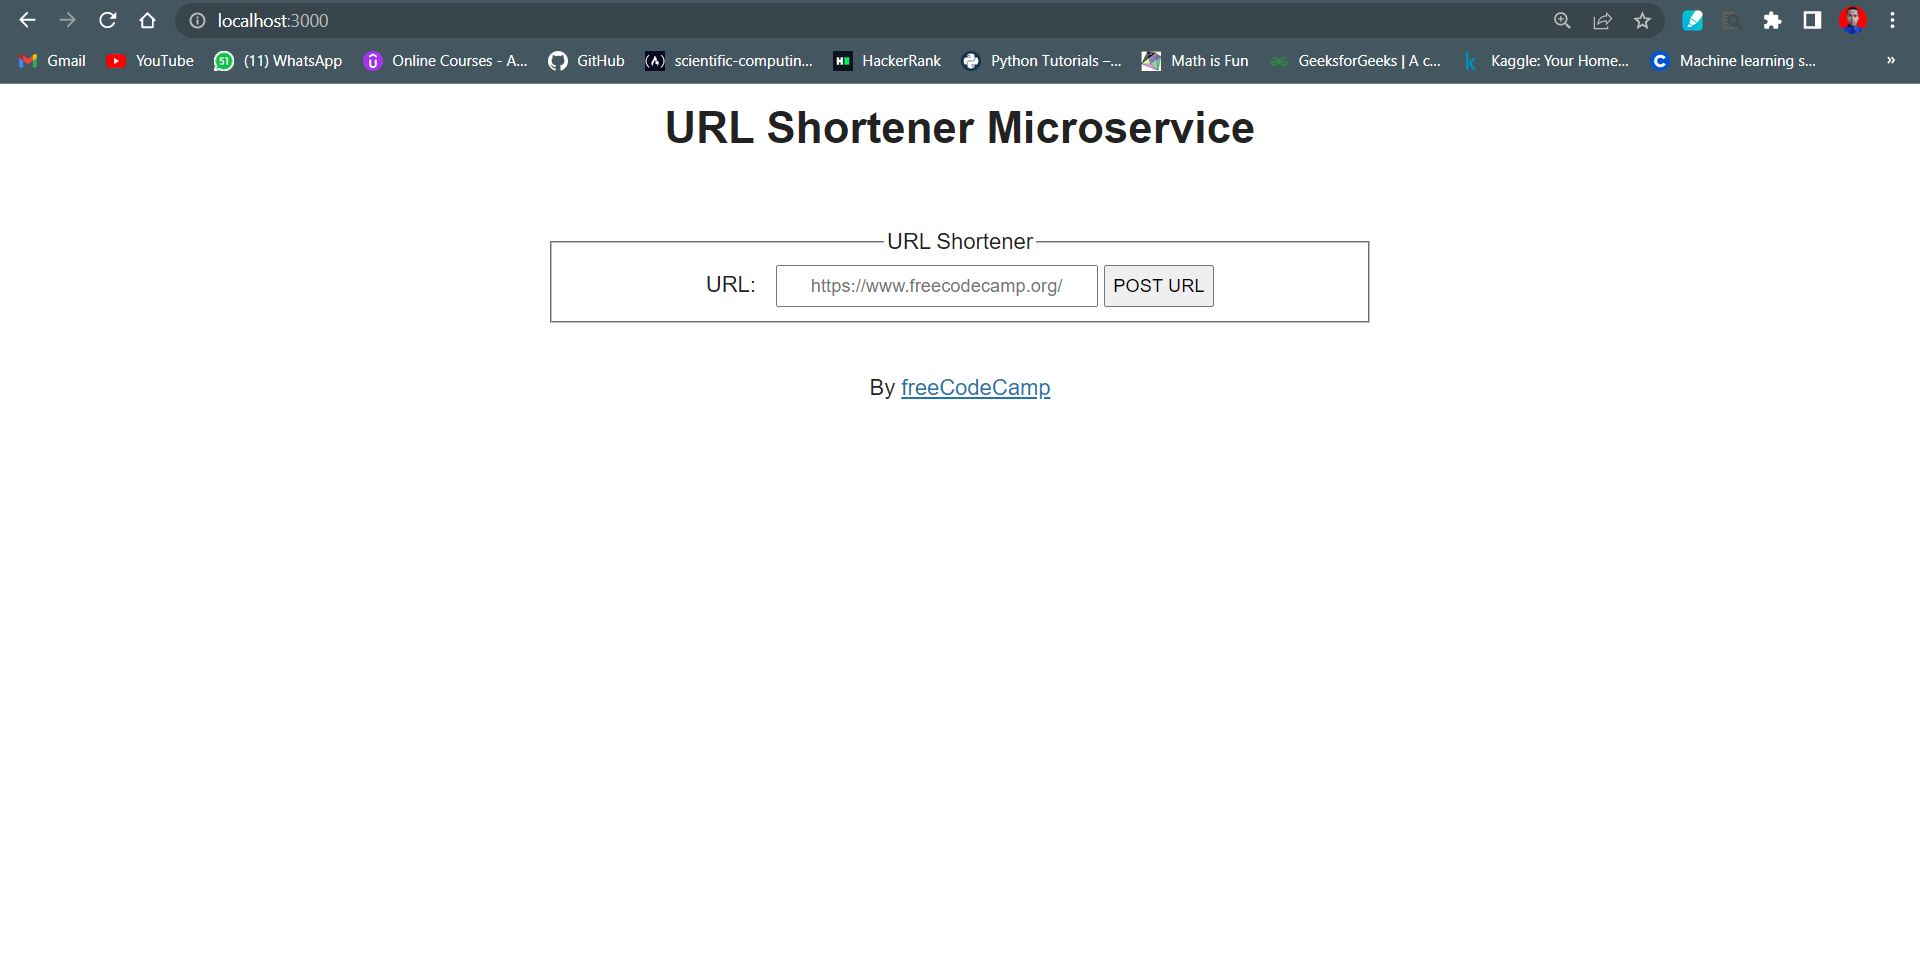 localhost:3000
Gmail YouTube (11) WhatsApp Online Courses - A... GitHub scientific-computin... HackerRank Python Tutorials –... Math is Fun GeeksforGeeks | A c... Kaggle: Your Home... Machine learning s... »
URL Shortener Microservice
URL Shortener
URL: https://www.freecodecamp.org/ POST URL
By freeCodeCamp